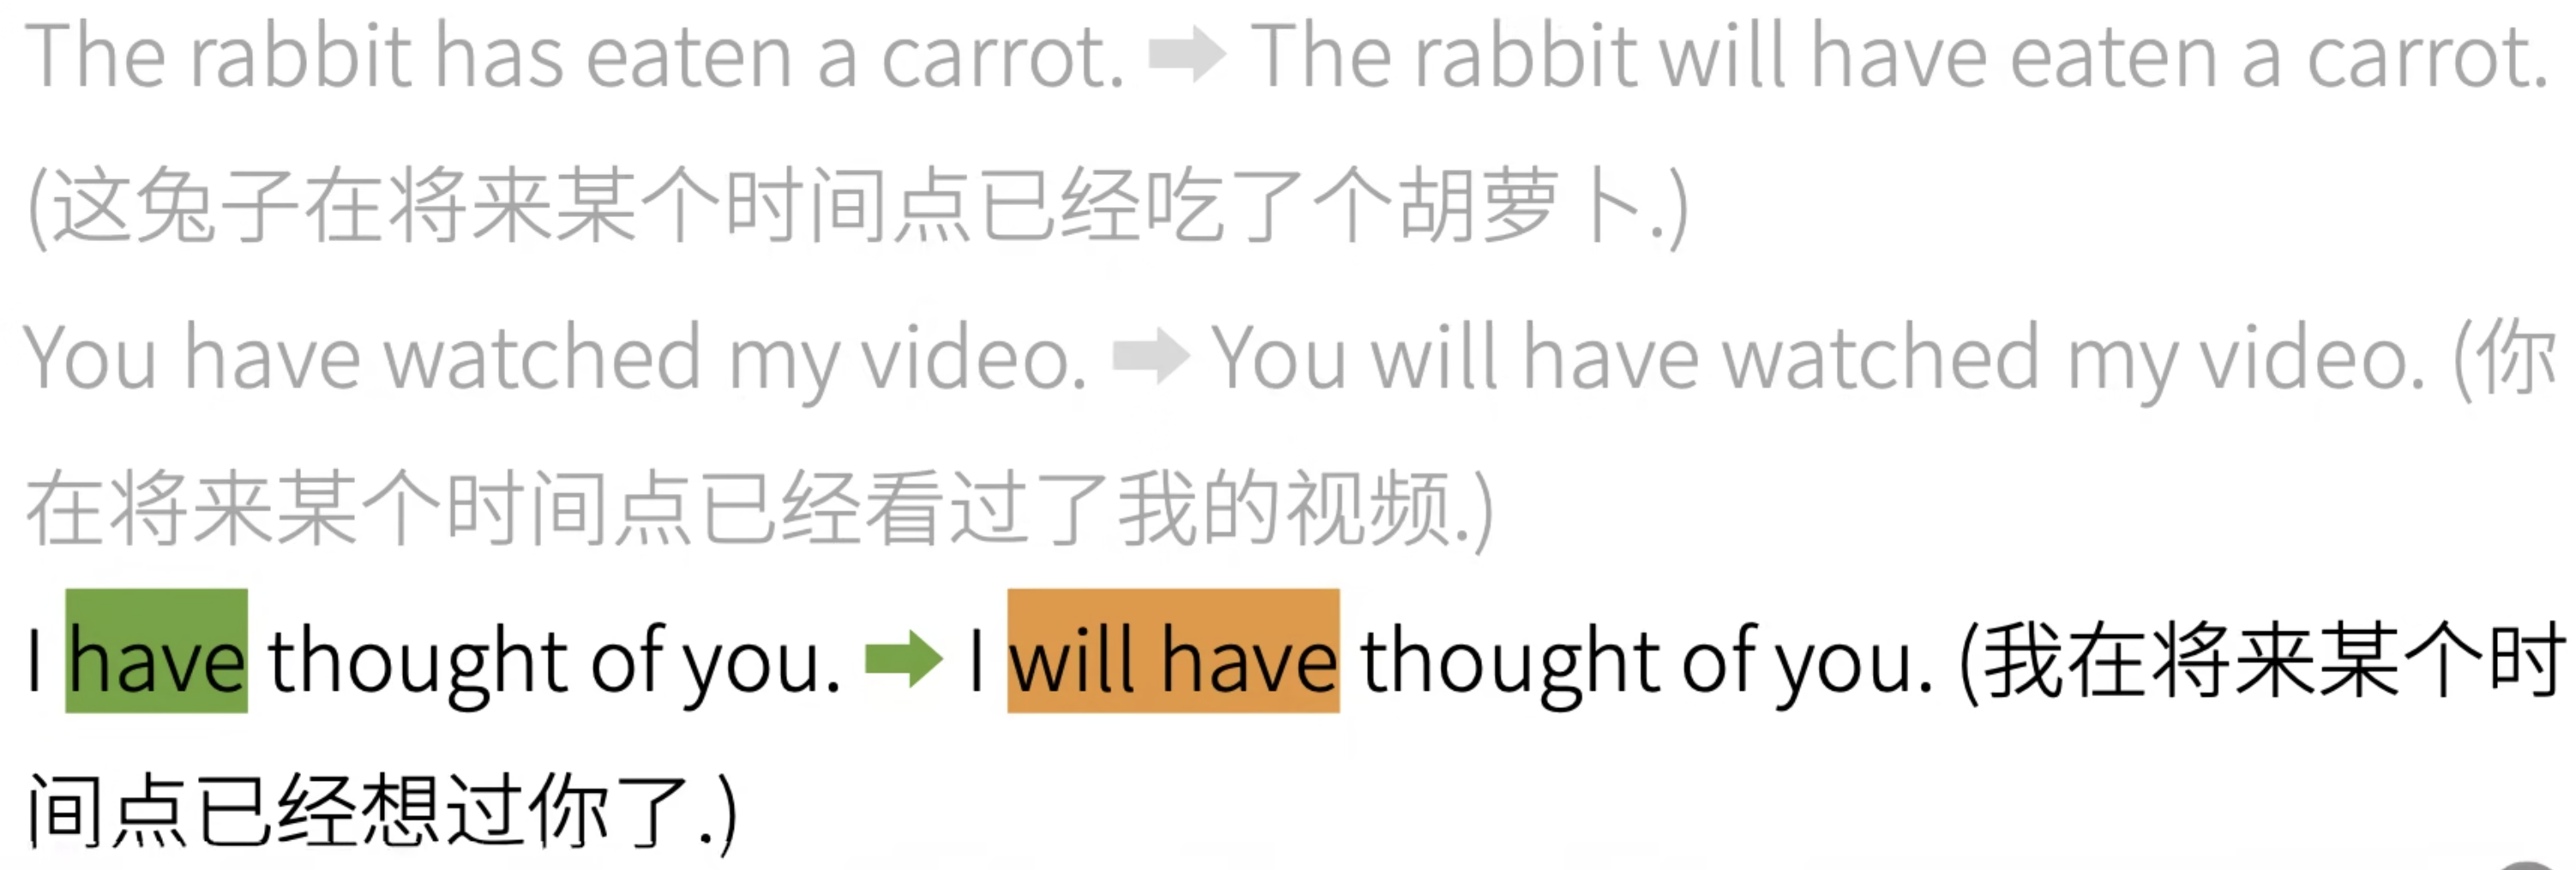 The rabbit has eaten a carrot. ➡ The rabbit will have eaten a carrot.
(这兔子在将来某个时间点已经吃了个胡萝卜.)
You have watched my video. ➡ You will have watched my video. (你
在将来某个时间点已经看过了我的视频.)
I have thought of you. ➡ I will have thought of you. (我在将来某个时
间点已经想过你了.)